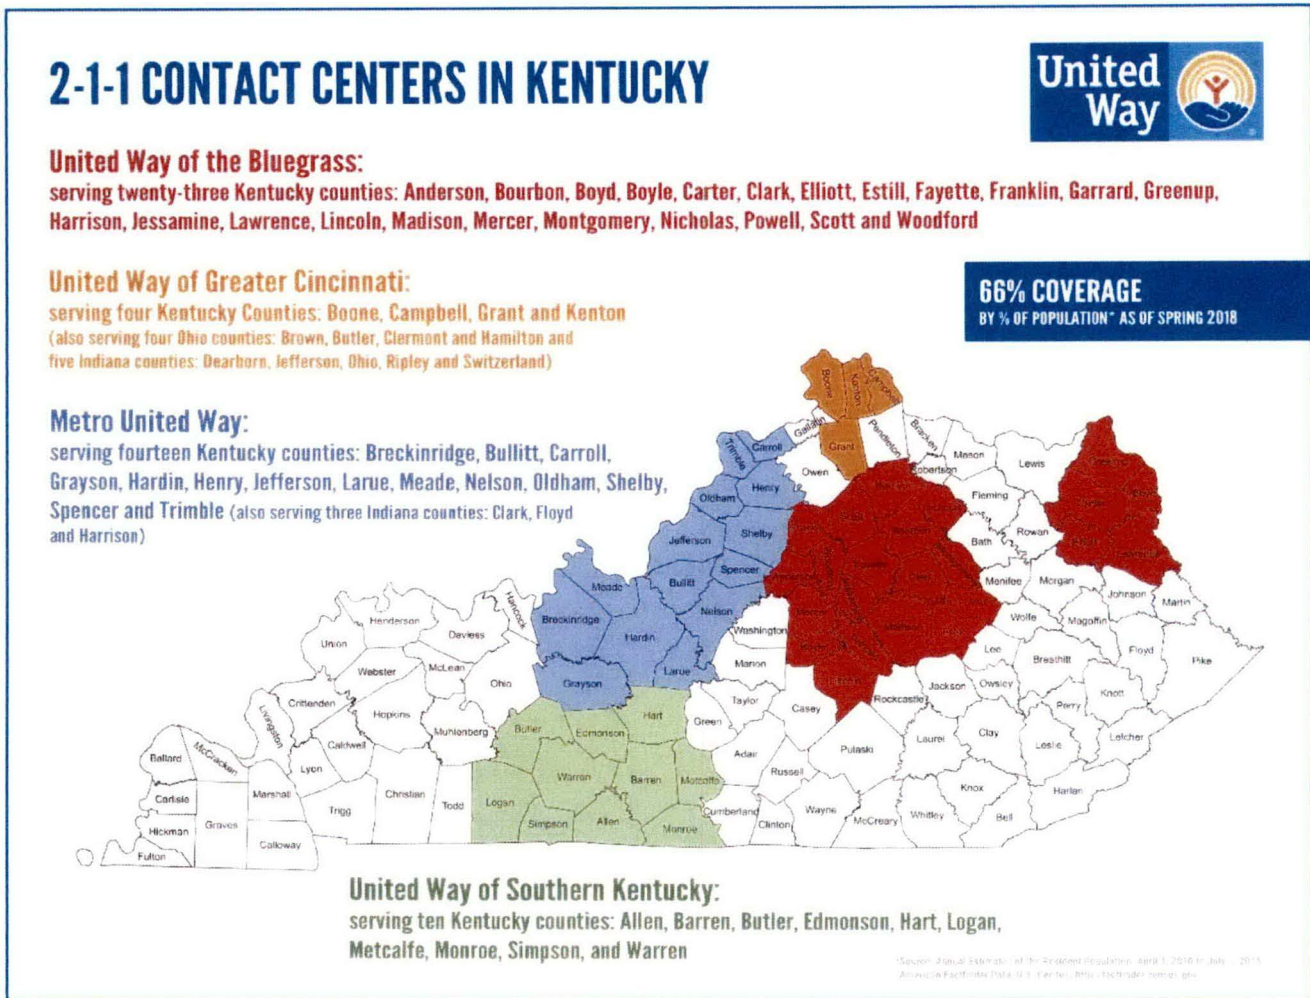 2-1-1 CONTACT CENTERS IN KENTUCKY
United
Way
United Way of the Bluegrass:
serving twenty-three Kentucky counties: Anderson, Bourbon, Boyd, Boyle, Carter, Clark, Elliott, Estill, Fayette, Franklin, Garrard, Greenup,
Harrison, Jessamine, Lawrence, Lincoln, Madison, Mercer, Montgomery, Nicholas, Powell, Scott and Woodford
United Way of Greater Cincinnati:
serving four Kentucky Counties: Boone, Campbell, Grant and Kenton
(also serving four Ohio counties: Brown, Butler, Clermont and Hamilton and
five Indiana counties: Dearborn, Jefferson, Ohio, Ripley and Switzerland)
66% COVERAGE
BY % OF POPULATION* AS OF SPRING 2018
Metro United Way:
serving fourteen Kentucky counties: Breckinridge, Bullitt, Carroll,
Grayson, Hardin, Henry, Jefferson, Larue, Meade, Nelson, Oldham, Shelby,
Spencer and Trimble (also serving three Indiana counties: Clark, Floyd
and Harrison)
Boone
Kenton
Campbell
Gallatin
Grant
Pendleton
Bracken
Trimble
Carroll
Owen
Robertson
Mason
Lewis
Oldham
Henry
Fleming
Jefferson
Shelby
Bath
Rowan
Meade
Bullitt
Spencer
Menifee
Morgan
Johnson
Martin
Hancock
Breckinridge
Nelson
Wolfe
Magoffin
Henderson
Daviess
Hardin
Washington
Lee
Breathitt
Floyd
Pike
Union
Webster
McLean
Ohio
Grayson
Larue
Marion
Jackson
Owsley
Knott
Crittenden
Livingston
Hopkins
Muhlenberg
Butler
Edmonson
Hart
Green
Taylor
Casey
Rockcastle
Perry
Ballard
McCracken
Caldwell
Lyon
Warren
Barren
Metcalfe
Adair
Russell
Pulaski
Laurel
Clay
Leslie
Letcher
Carlisle
Marshall
Trigg
Christian
Todd
Logan
Simpson
Allen
Monroe
Cumberland
Clinton
Wayne
McCreary
Whitley
Knox
Bell
Harlan
Hickman
Graves
Fulton
Calloway
United Way of Southern Kentucky:
serving ten Kentucky counties: Allen, Barren, Butler, Edmonson, Hart, Logan,
Metcalfe, Monroe, Simpson, and Warren